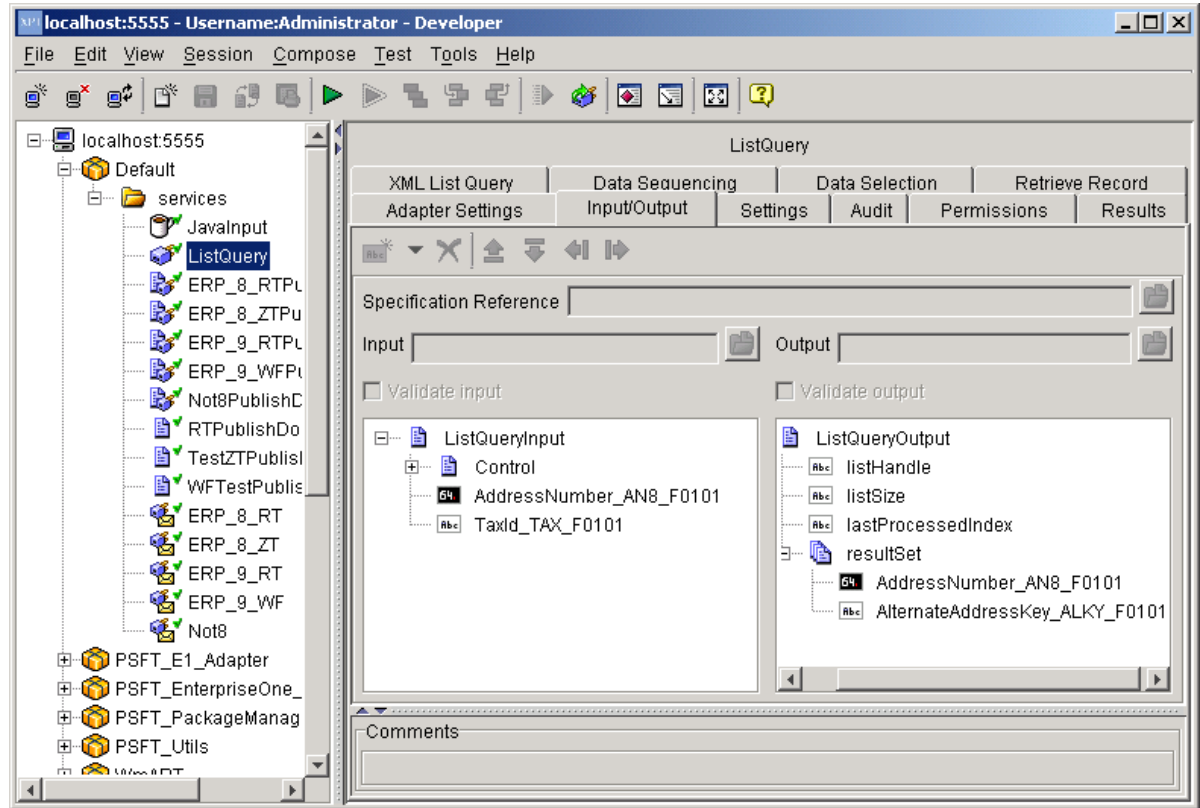 localhost:5555 - Username:Administrator - Developer
File Edit View Session Compose Test Tools Help
localhost:5555
Default
services
JavaInput
ListQuery
ERP_8_RTPu
ERP_8_ZTPu
ERP_9_RTPu
ERP_9_WFPu
Not8PublishD
RTPublishDo
TestZTPublisl
WFTestPublis
ERP_8_RT
ERP_8_ZT
ERP_9_RT
ERP_9_WF
Not8
PSFT_E1_Adapter
PSFT_EnterpriseOne_
PSFT_PackageManag
PSFT_Utils
WmART
ListQuery
XML List Query Data Sequencing Data Selection Retrieve Record
Adapter Settings Input/Output Settings Audit Permissions Results
Specification Reference
Input Output
Validate input Validate output
ListQueryInput
Control
AddressNumber_AN8_F0101
TaxId_TAX_F0101
ListQueryOutput
listHandle
listSize
lastProcessedIndex
resultSet
AddressNumber_AN8_F0101
AlternateAddressKey_ALKY_F0101
Comments